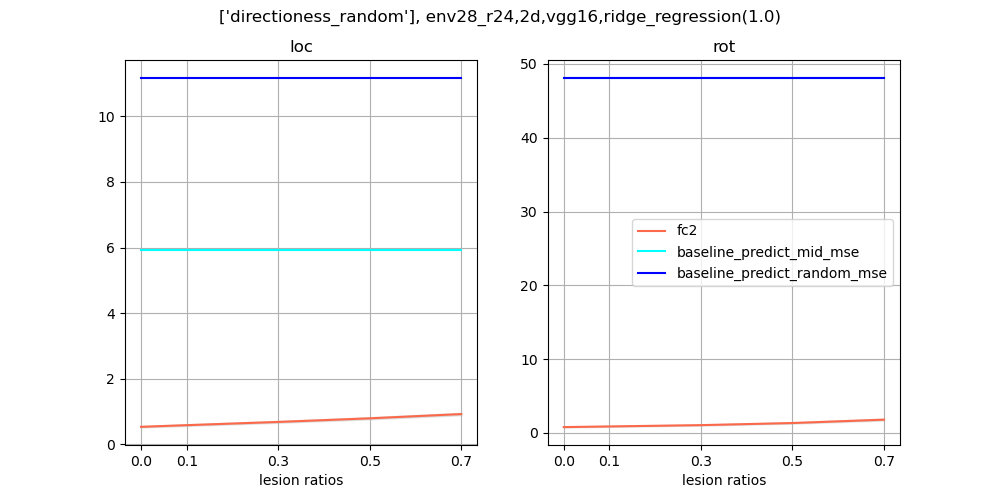 ['directioness_random'], env28_r24,2d,vgg16,ridge_regression(1.0)
loc
10
8
6
4
2
0
0.0 0.1 0.3 0.5 0.7
lesion ratios
rot
50
40
30
20
10
0
fc2
baseline_predict_mid_mse
baseline_predict_random_mse
0.0 0.1 0.3 0.5 0.7
lesion ratios